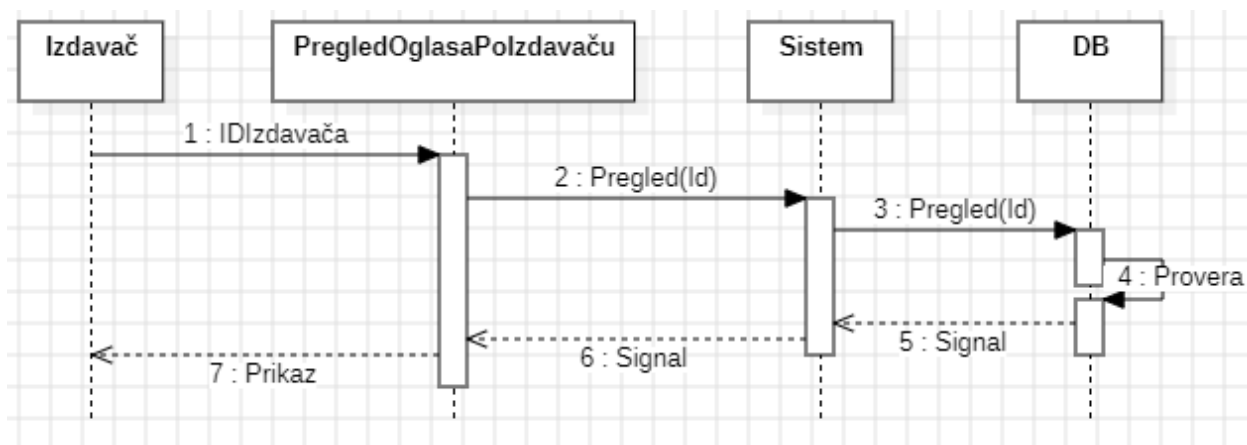 Izdavač
PregledOglasaPoIzdavaču
Sistem
DB
1 : IDIzdavača
2 : Pregled(Id)
3 : Pregled(Id)
4 : Provera
5 : Signal
6 : Signal
7 : Prikaz